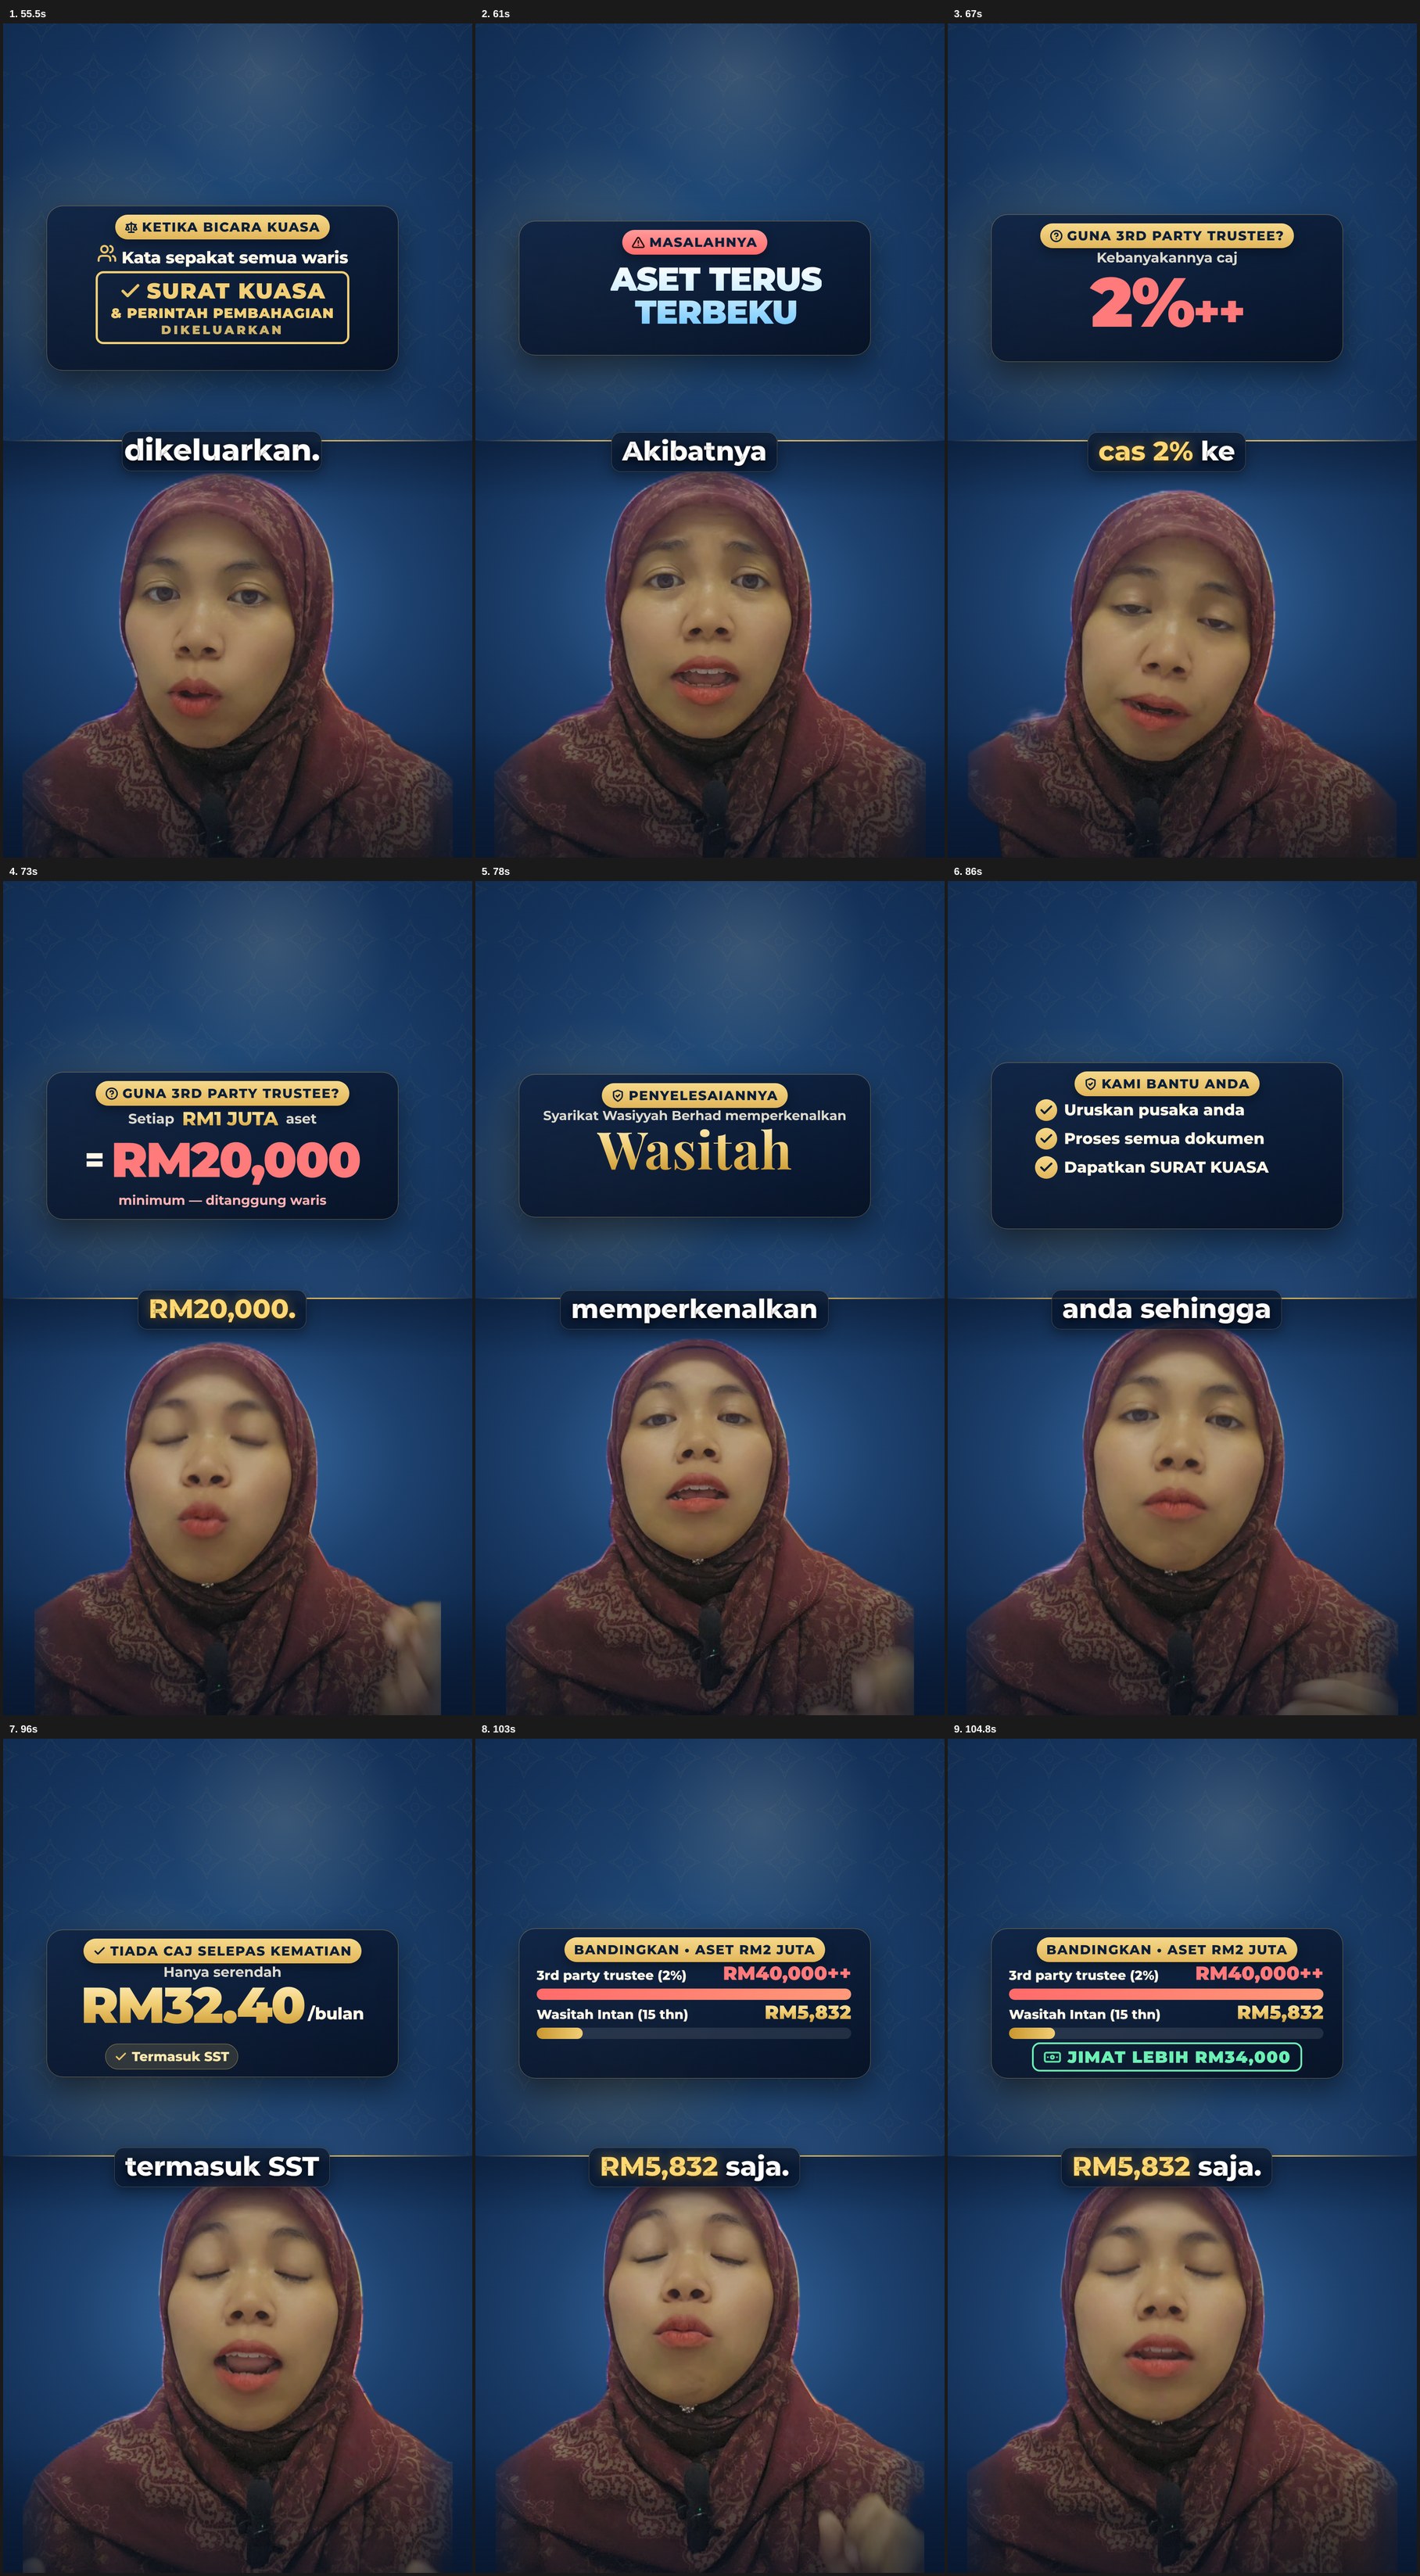 1. 55.5s
KETIKA BICARA KUASA
Kata sepakat semua waris
SURAT KUASA
& PERINTAH PEMBAHAGIAN
DIKELUARKAN
dikeluarkan.
2. 61s
MASALAHNYA
ASET TERUS
TERBEKU
Akibatnya
3. 67s
GUNA 3RD PARTY TRUSTEE?
Kebanyakannya caj
2%++
cas 2% ke
4. 73s
GUNA 3RD PARTY TRUSTEE?
Setiap RM1 JUTA aset
= RM20,000
minimum — ditanggung waris
RM20,000.
5. 78s
PENYELESAIANNYA
Syarikat Wasiyyah Berhad memperkenalkan
Wasitah
memperkenalkan
6. 86s
KAMI BANTU ANDA
Uruskan pusaka anda
Proses semua dokumen
Dapatkan SURAT KUASA
anda sehingga
7. 96s
TIADA CAJ SELEPAS KEMATIAN
Hanya serendah
RM32.40/bulan
Termasuk SST
termasuk SST
8. 103s
BANDINGKAN • ASET RM2 JUTA
3rd party trustee (2%) RM40,000++
Wasitah Intan (15 thn) RM5,832
RM5,832 saja.
9. 104.8s
BANDINGKAN • ASET RM2 JUTA
3rd party trustee (2%) RM40,000++
Wasitah Intan (15 thn) RM5,832
JIMAT LEBIH RM34,000
RM5,832 saja.